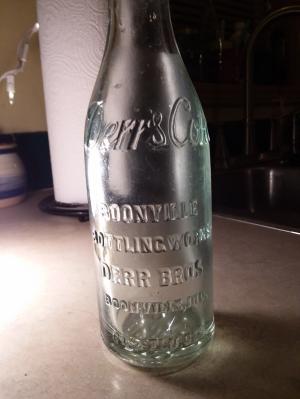 Derr's Cola
BOONVILLE
BOTTLING WORKS
DERR BROS.
BOONVILLE, IND.